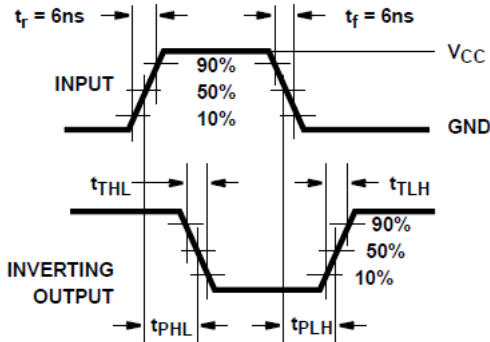 tr = 6ns
tf = 6ns
VCC
INPUT
90%
50%
10%
GND
tTHL
tTLH
90%
50%
10%
INVERTING
OUTPUT
tPHL
tPLH